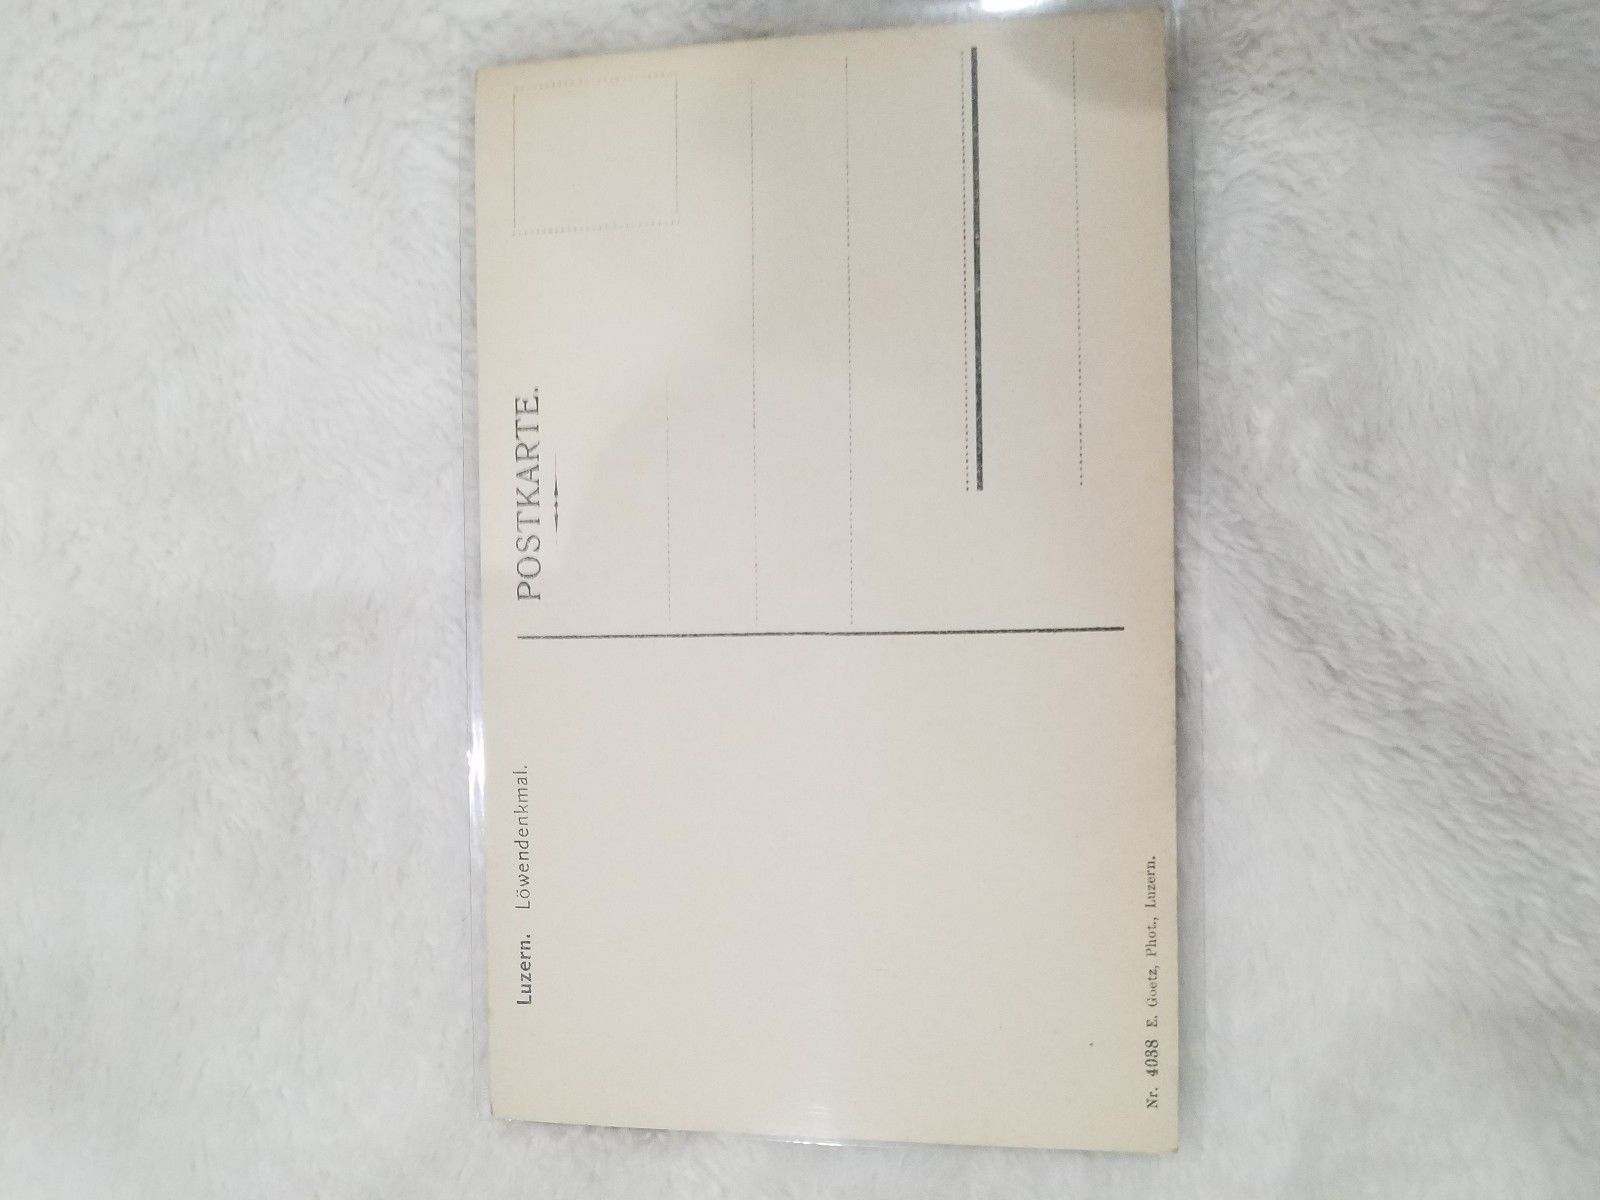 POSTKARTE.
Luzern. Löwendenkmal.
Nr. 4038 E. Goetz, Phot., Luzern.